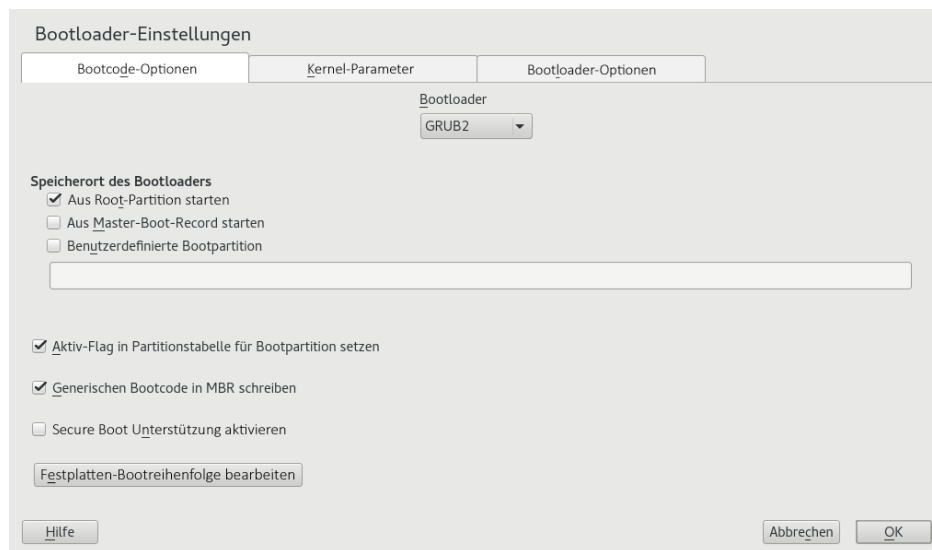 Bootloader-Einstellungen
Bootcode-Optionen
Kernel-Parameter
Bootloader-Optionen
Bootloader
GRUB2
Speicherort des Bootloaders
Aus Root-Partition starten
Aus Master-Boot-Record starten
Benutzerdefinierte Bootpartition
Aktiv-Flag in Partitionstabelle für Bootpartition setzen
Generischen Bootcode in MBR schreiben
Secure Boot Unterstützung aktivieren
Festplatten-Bootreihenfolge bearbeiten
Hilfe
Abbrechen
OK